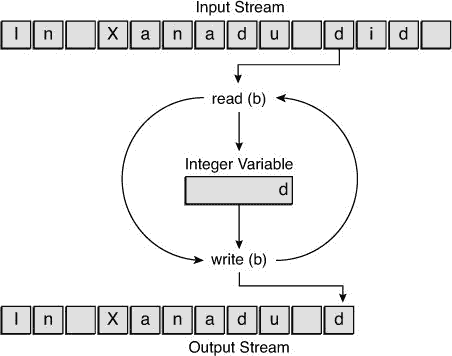 Input Stream
I n   X a n a d u   d i d
read (b)
Integer Variable
d
write (b)
I n   X a n a d u   d
Output Stream